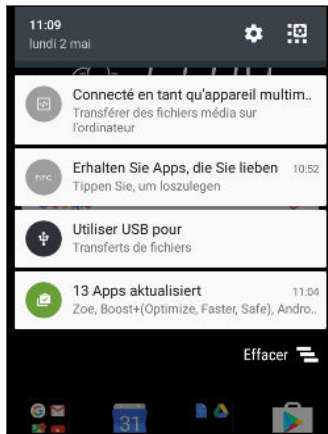 11:09
lundi 2 mai
Connecté en tant qu'appareil multim..
Transférer des fichiers média sur
l'ordinateur
Erhalten Sie Apps, die Sie lieben 10:52
Tippen Sie, um loszulegen
Utiliser USB pour
Transferts de fichiers
13 Apps aktualisiert 11:04
Zoe, Boost+(Optimize, Faster, Safe), Andro..
Effacer
31